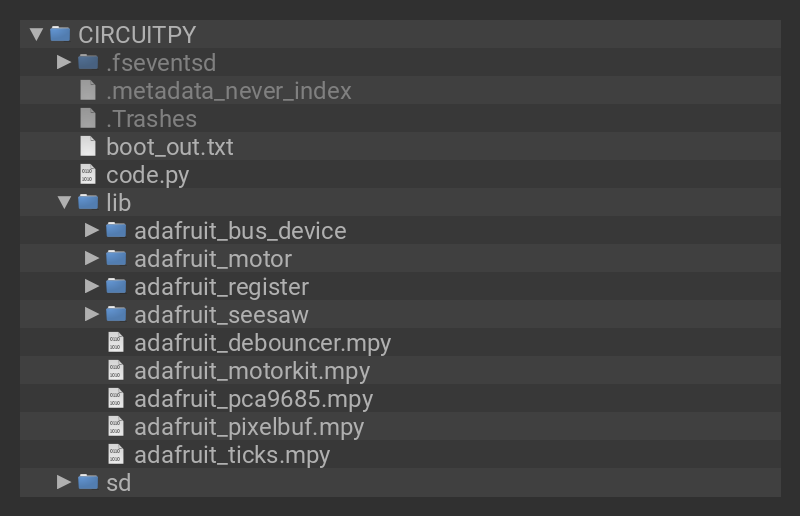 CIRCUITPY
.fseventsd
.metadata_never_index
.Trashes
boot_out.txt
code.py
lib
adafruit_bus_device
adafruit_motor
adafruit_register
adafruit_seesaw
adafruit_debouncer.mpy
adafruit_motorkit.mpy
adafruit_pca9685.mpy
adafruit_pixelbuf.mpy
adafruit_ticks.mpy
sd